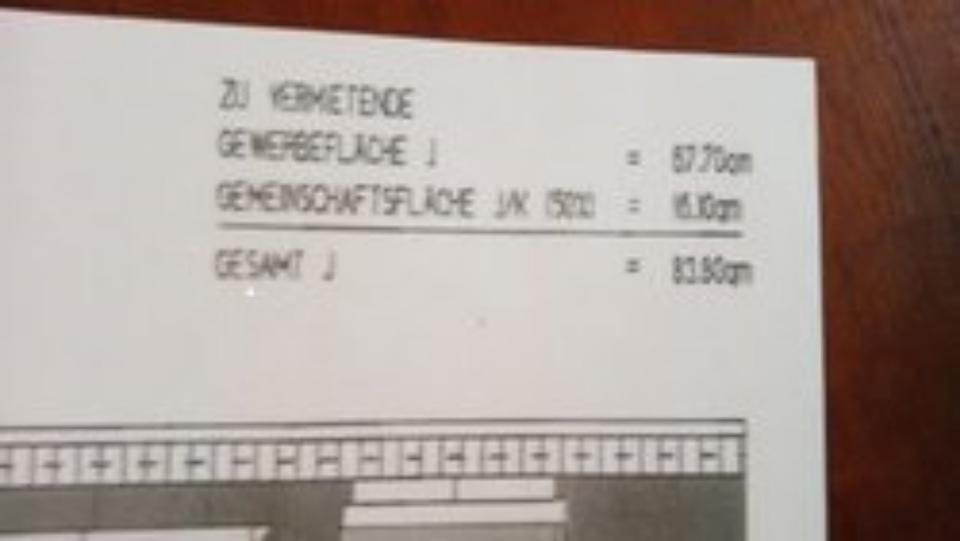 ZU VERMIETENDE
GEWERBEFLÄCHE J = 67.70qm
GEMEINSCHAFTSFLÄCHE J/K (50%) = 16.10qm
GESAMT J = 83.80qm